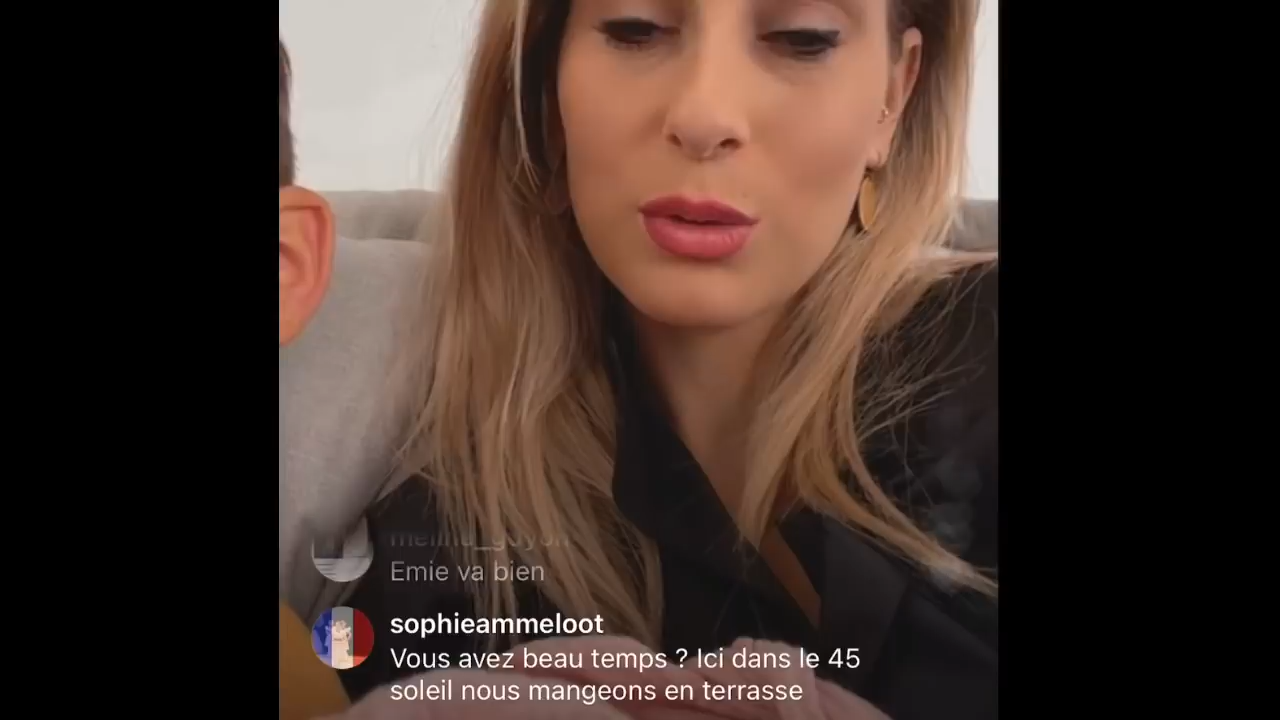 Emie va bien
sophieammeloot
Vous avez beau temps ? Ici dans le 45
soleil nous mangeons en terrasse